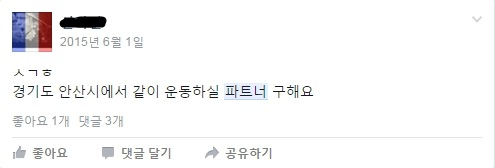 2015년 6월 1일
ㅅㄱㅎ
경기도 안산시에서 같이 운동하실 파트너 구해요
좋아요 1개 댓글 3개
좋아요 댓글 달기 공유하기